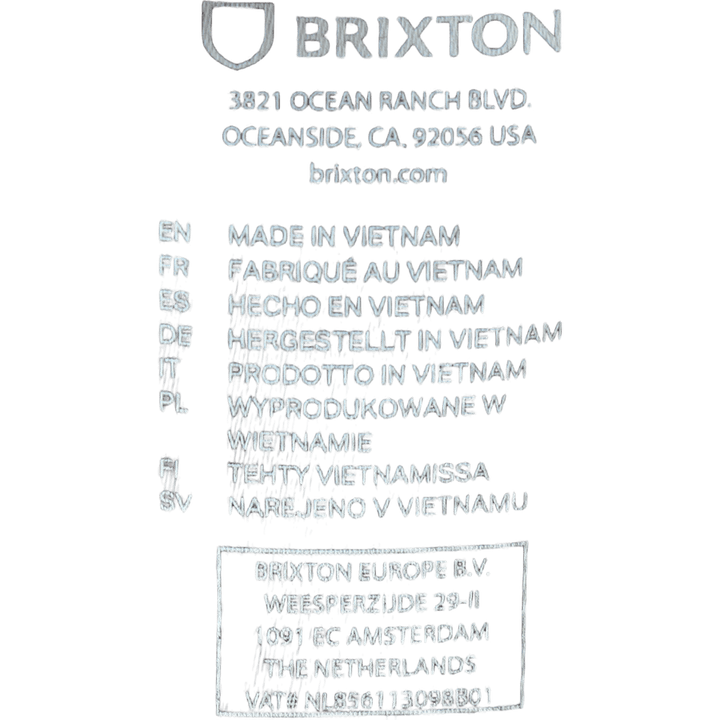 BRIXTON
3821 OCEAN RANCH BLVD.
OCEANSIDE, CA, 92056 USA
brixton.com
EN MADE IN VIETNAM
FR FABRIQUÉ AU VIETNAM
ES HECHO EN VIETNAM
DE HERGESTELLT IN VIETNAM
IT PRODOTTO IN VIETNAM
PL WYPRODUKOWANE W
WIETNAMIE
FI TEHTY VIETNAMISSA
SV NAREJENO V VIETNAMU
BRIXTON EUROPE B.V.
WEESPERZIJDE 29-II
1091 EC AMSTERDAM
THE NETHERLANDS
VAT# NL856113098B01